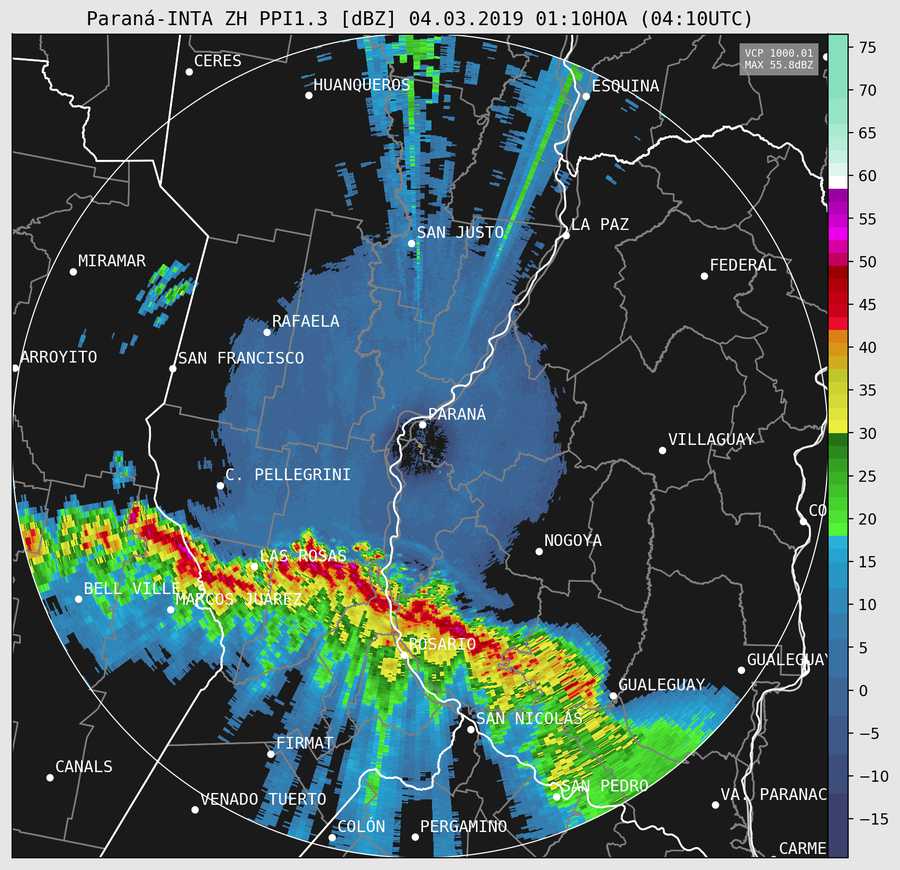 Paraná-INTA ZH PPI1.3 [dBZ] 04.03.2019 01:10HOA (04:10UTC)
VCP 1000.01
MAX 55.8dBZ
CERES
HUANQUEROS
ESQUINA
SAN JUSTO
LA PAZ
MIRAMAR
FEDERAL
RAFAELA
ARROYITO
SAN FRANCISCO
PARANÁ
VILLAGUAY
C. PELLEGRINI
CO
NOGOYA
LAS ROSAS
BELL VILLE
MARCOS JUÁREZ
ROSARIO
GUALEGUAY
GUALEGUAY
SAN NICOLÁS
FIRMAT
CANALS
SAN PEDRO
VENADO TUERTO
VA. PARANAC
COLÓN
PERGAMINO
CARME
75
70
65
60
55
50
45
40
35
30
25
20
15
10
5
0
−5
−10
−15